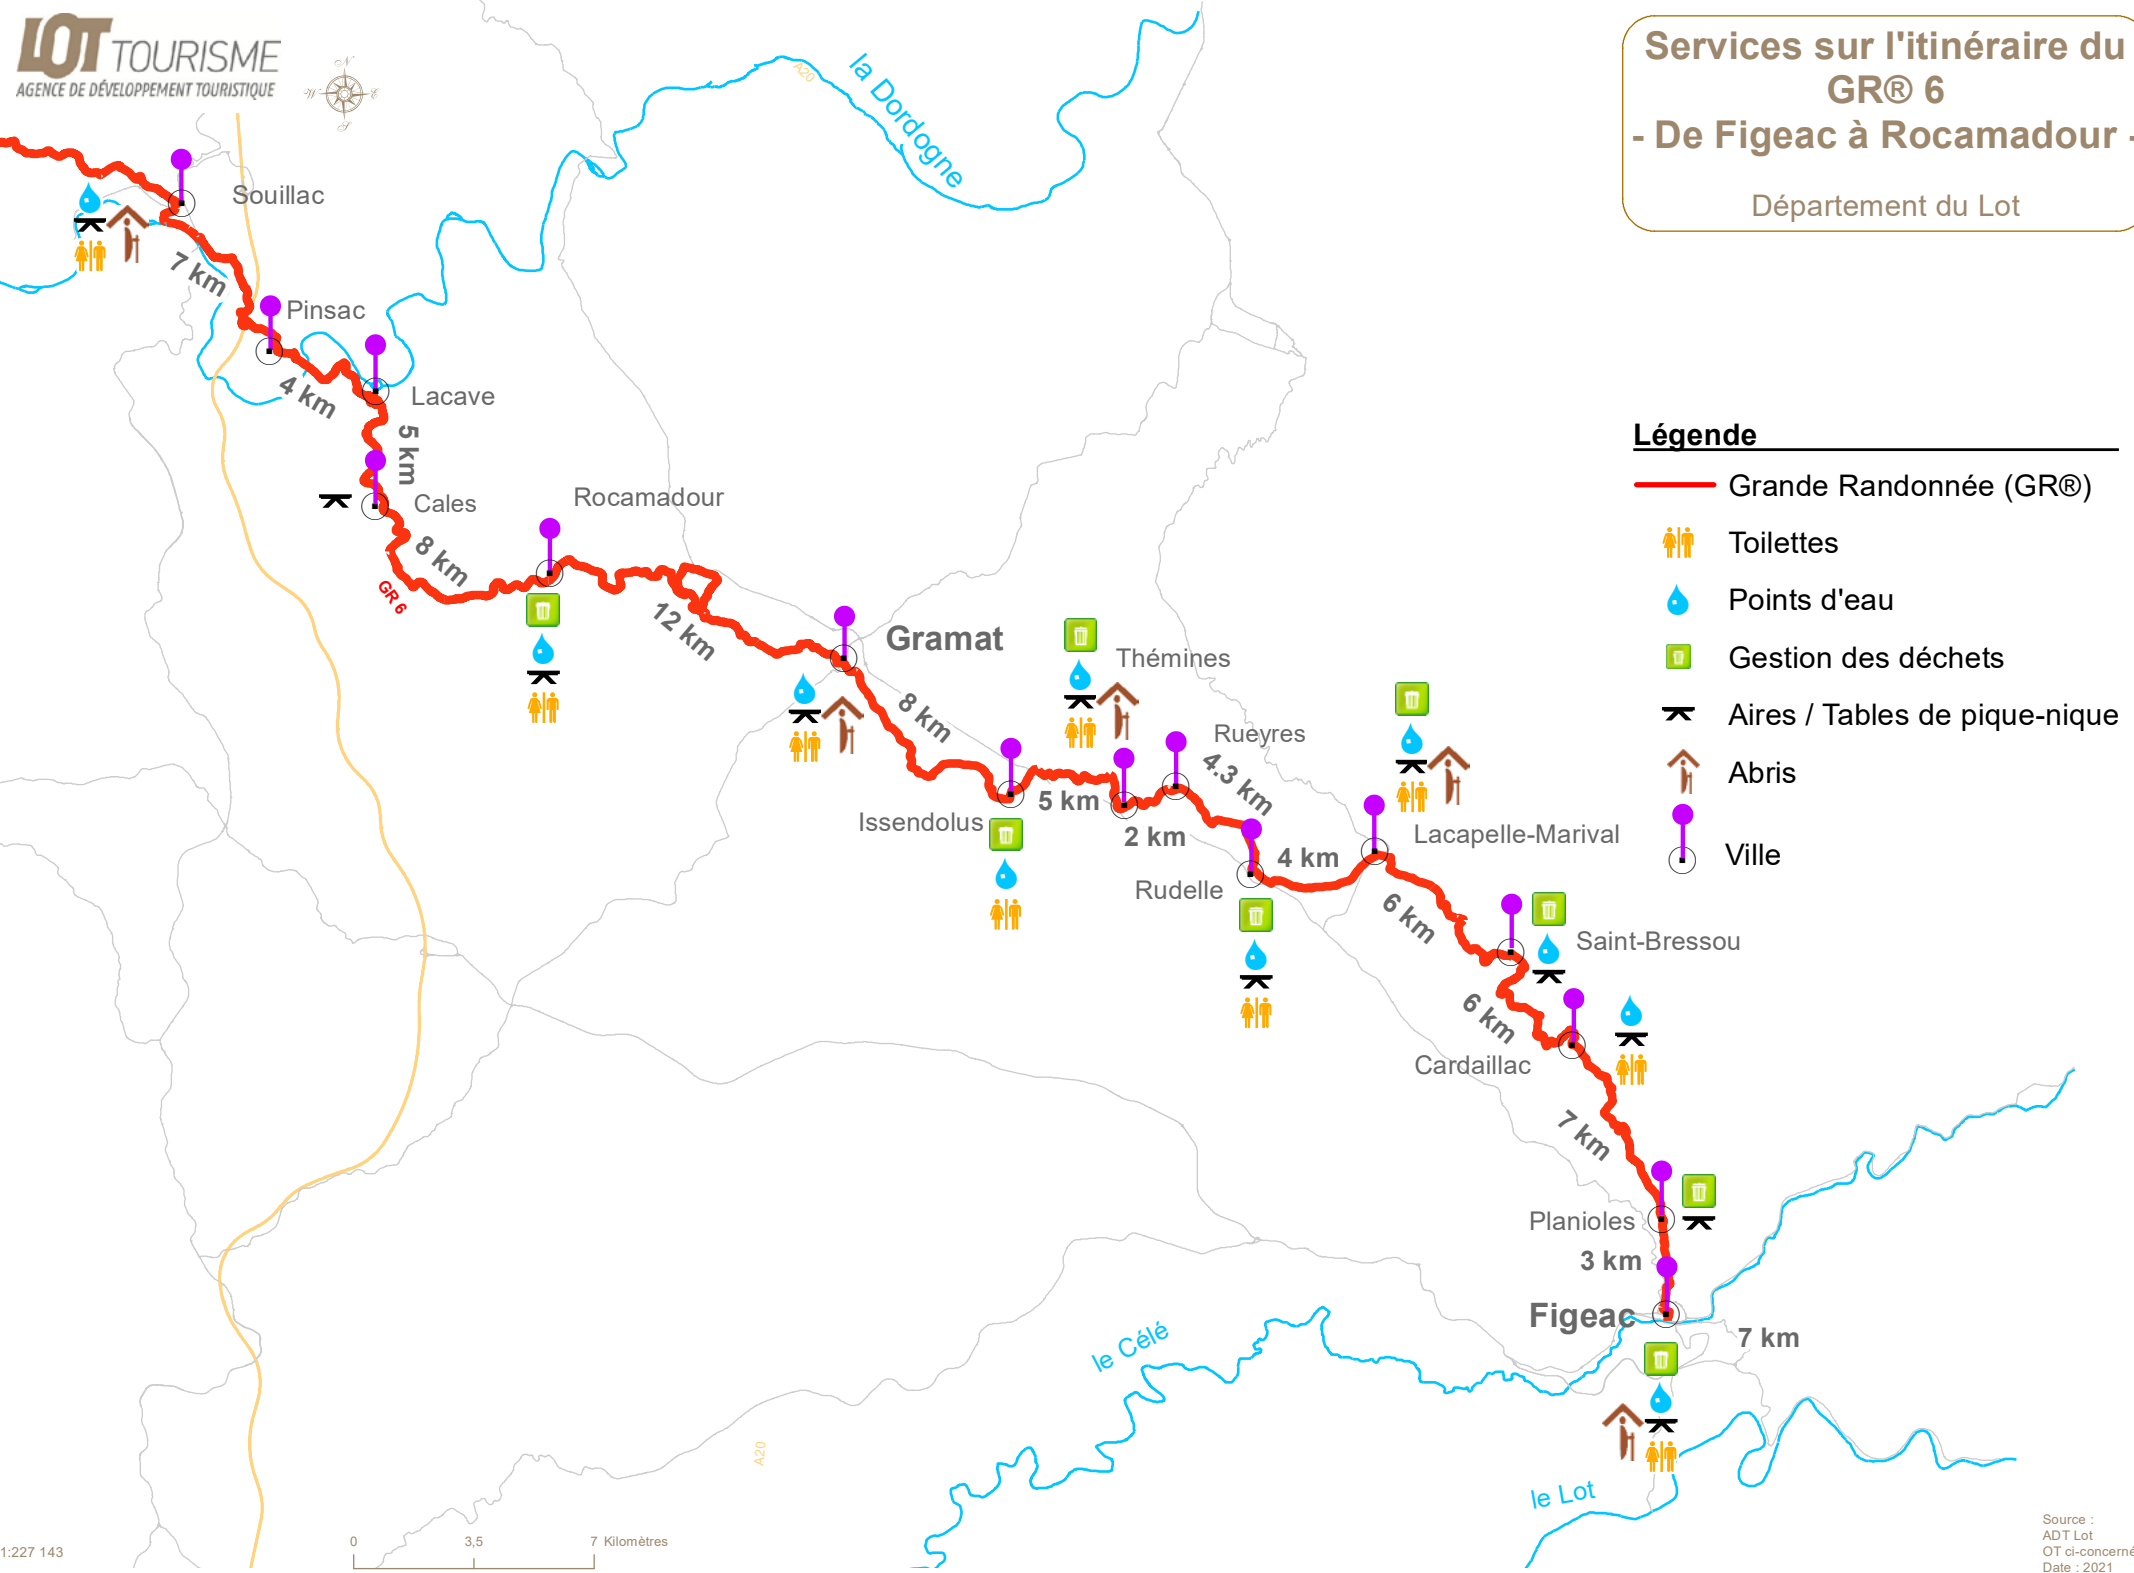 LOT TOURISME
AGENCE DE DÉVELOPPEMENT TOURISTIQUE
N
W
E
S
Services sur l'itinéraire du
GR® 6
- De Figeac à Rocamadour -
Département du Lot
A20
la Dordogne
Souillac
7 km
Pinsac
4 km
Lacave
5 km
Cales
8 km
GR 6
Rocamadour
12 km
Gramat
8 km
Issendolus
5 km
Thémines
2 km
Rueyres
4.3 km
Rudelle
4 km
Lacapelle-Marival
6 km
Saint-Bressou
6 km
Cardaillac
7 km
Planioles
3 km
Figeac
7 km
le Célé
le Lot
A20
Légende
Grande Randonnée (GR®)
Toilettes
Points d'eau
Gestion des déchets
Aires / Tables de pique-nique
Abris
Ville
1:227 143
0 3,5 7 Kilomètres
Source :
ADT Lot
OT ci-concerné
Date : 2021